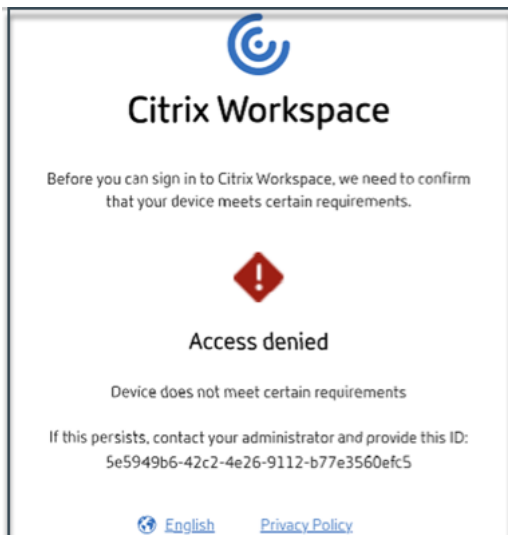 Citrix Workspace
Before you can sign in to Citrix Workspace, we need to confirm
that your device meets certain requirements.
Access denied
Device does not meet certain requirements
If this persists, contact your administrator and provide this ID:
5e5949b6-42c2-4e26-9112-b77e3560efc5
English Privacy Policy